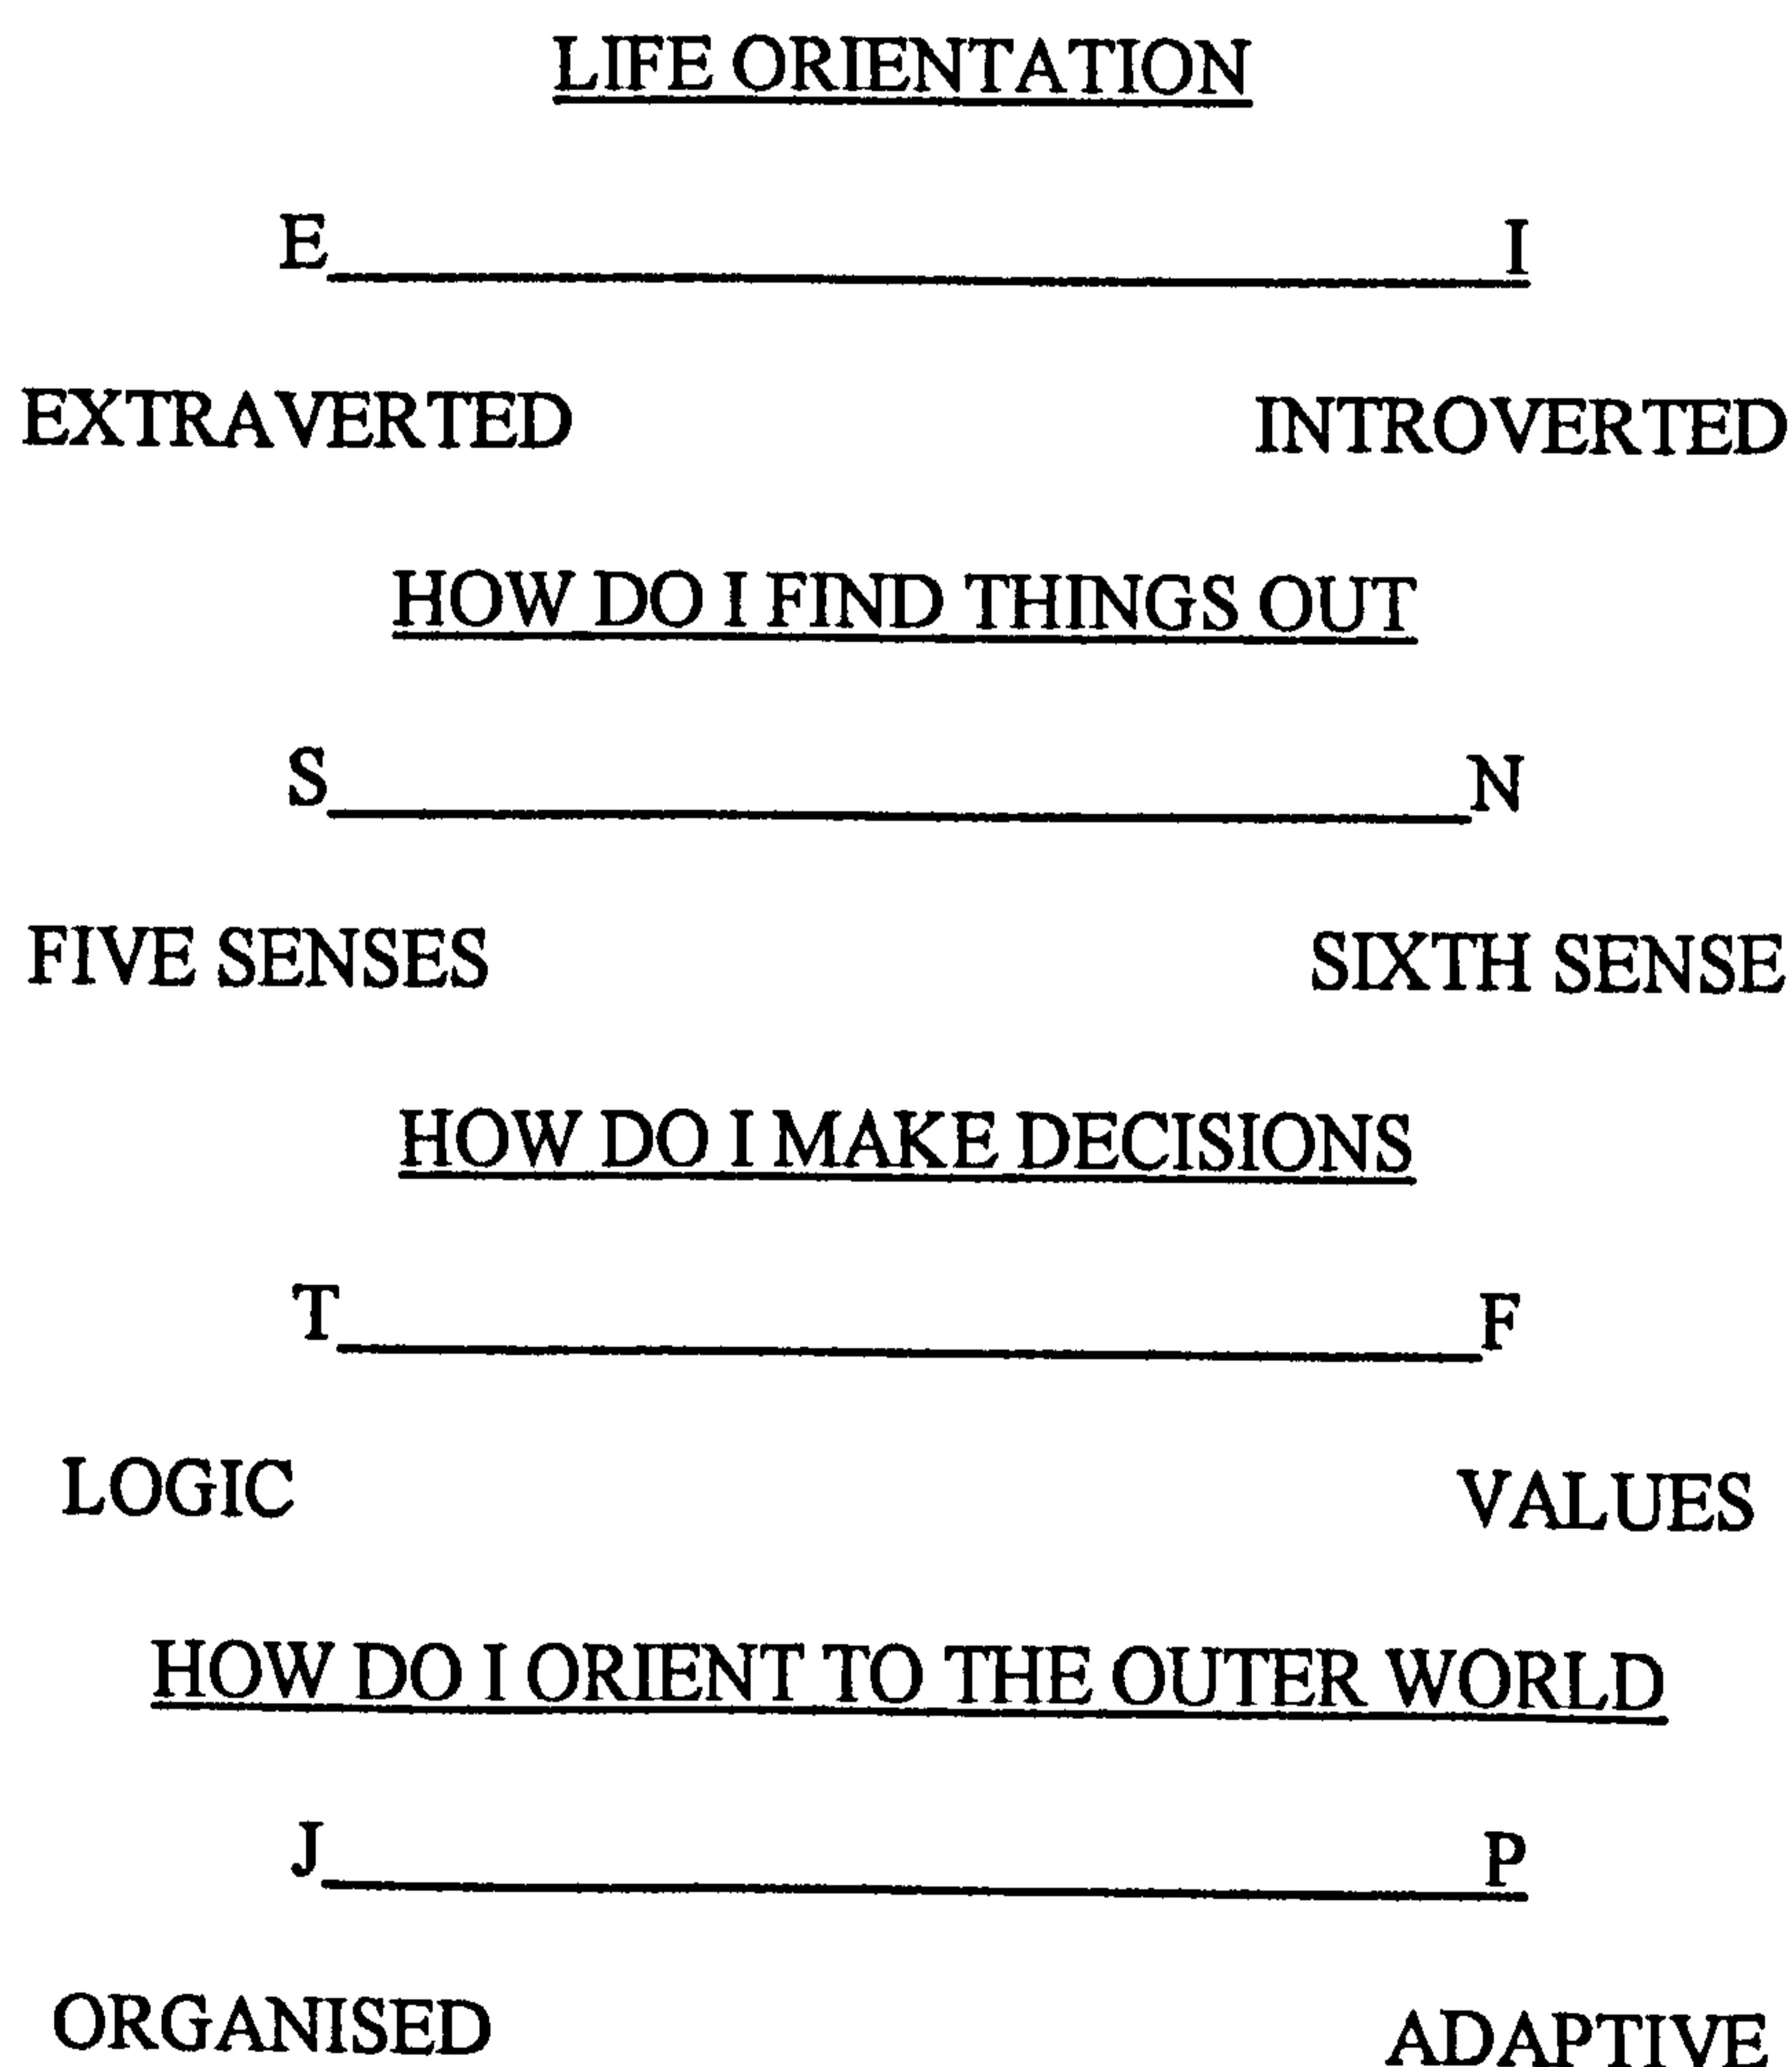 LIFE ORIENTATION
E I
EXTRAVERTED INTROVERTED
HOW DO I FIND THINGS OUT
S N
FIVE SENSES SIXTH SENSE
HOW DO I MAKE DECISIONS
T F
LOGIC VALUES
HOW DO I ORIENT TO THE OUTER WORLD
J P
ORGANISED ADAPTIVE